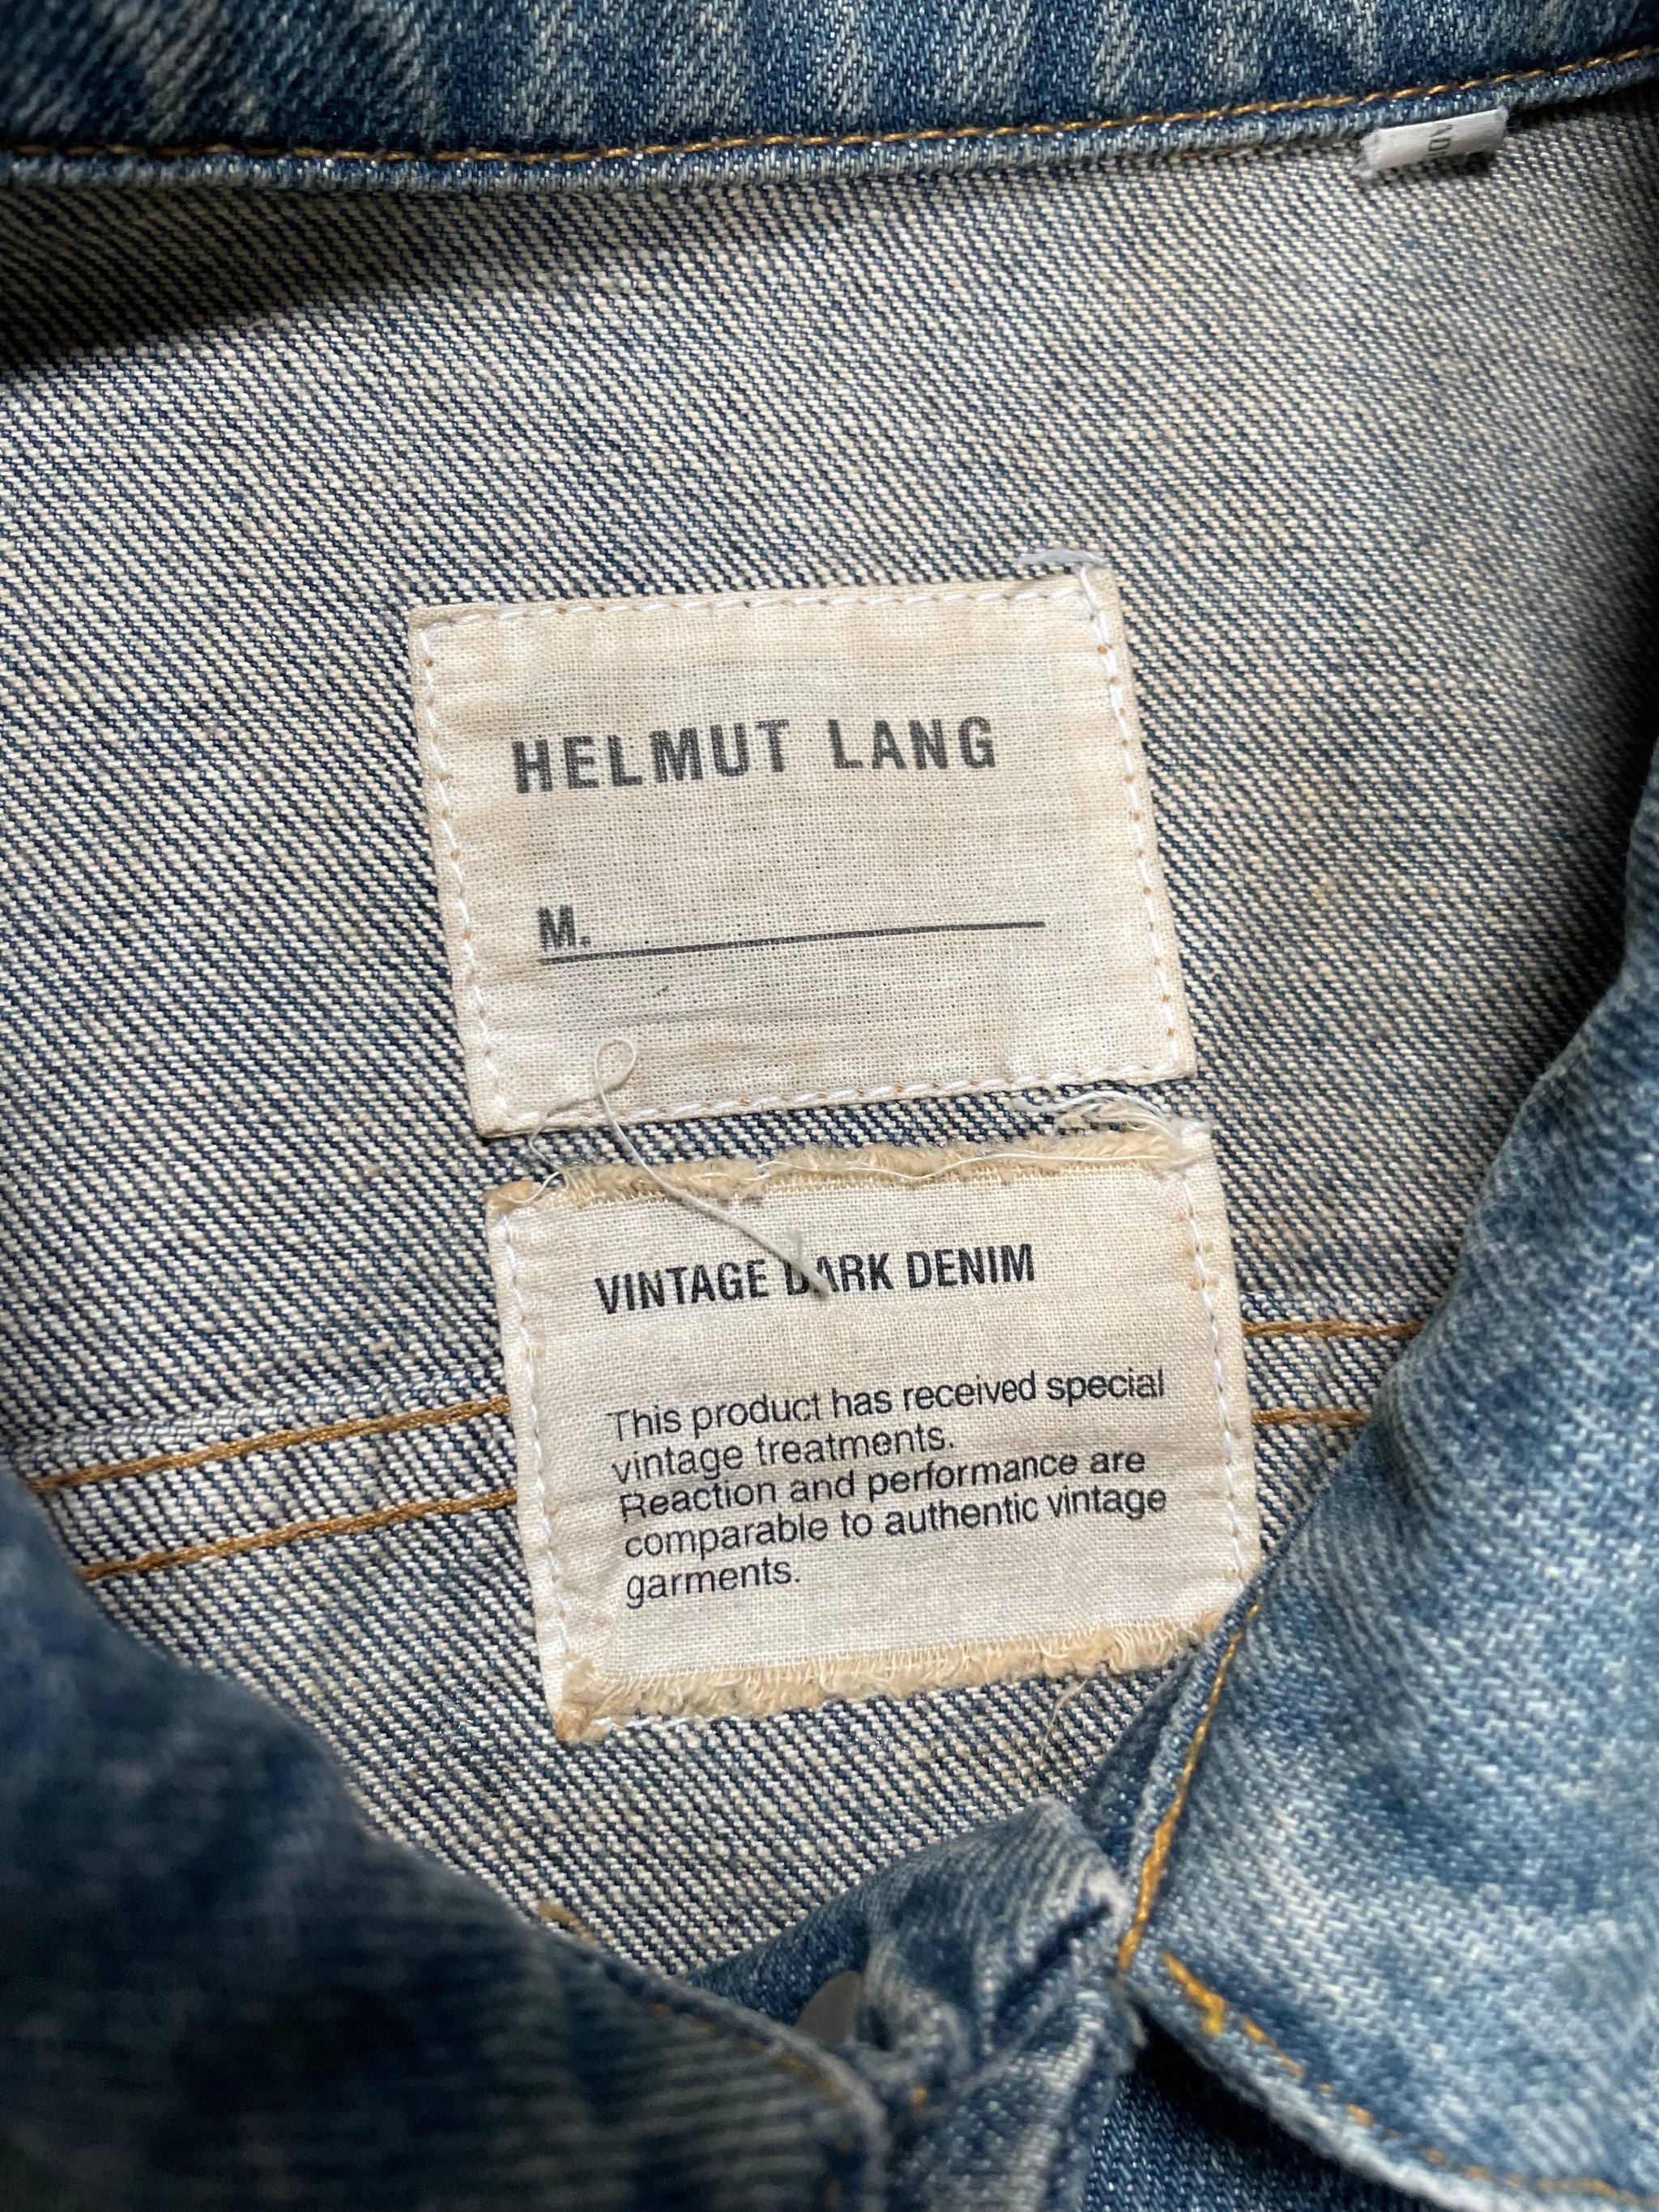 HELMUT LANG
M.
VINTAGE DARK DENIM
This product has received special
vintage treatments.
Reaction and performance are
comparable to authentic vintage
garments.